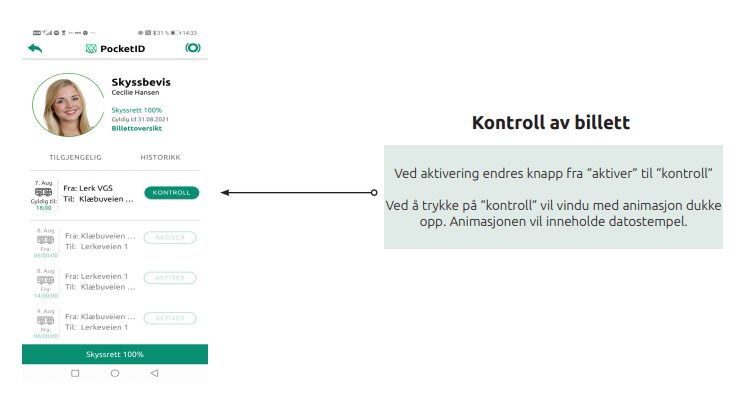 31 % 14:33
PocketID
Skyssbevis
Cecilie Hansen
Skyssrett 100%
Gyldig til 31.08.2021
Billettoversikt
TILGJENGELIG HISTORIKK
7. Aug
Gyldig til:
16:00
Fra: Lerk VGS
Til: Klæbuveien ...
KONTROLL
8. Aug
Fra:
06:00:00
Fra: Klæbuveien ...
Til: Lerkeveien 1
AKTIVER
8. Aug
Fra:
14:00:00
Fra: Lerkeveien 1
Til: Klæbuveien ...
AKTIVER
9. Aug
Fra:
06:00:00
Fra: Klæbuveien ...
Til: Lerkeveien 1
AKTIVER
Skyssrett 100%
Kontroll av billett
Ved aktivering endres knapp fra “aktiver” til “kontroll”
Ved å trykke på “kontroll” vil vindu med animasjon dukke
opp. Animasjonen vil inneholde datostempel.